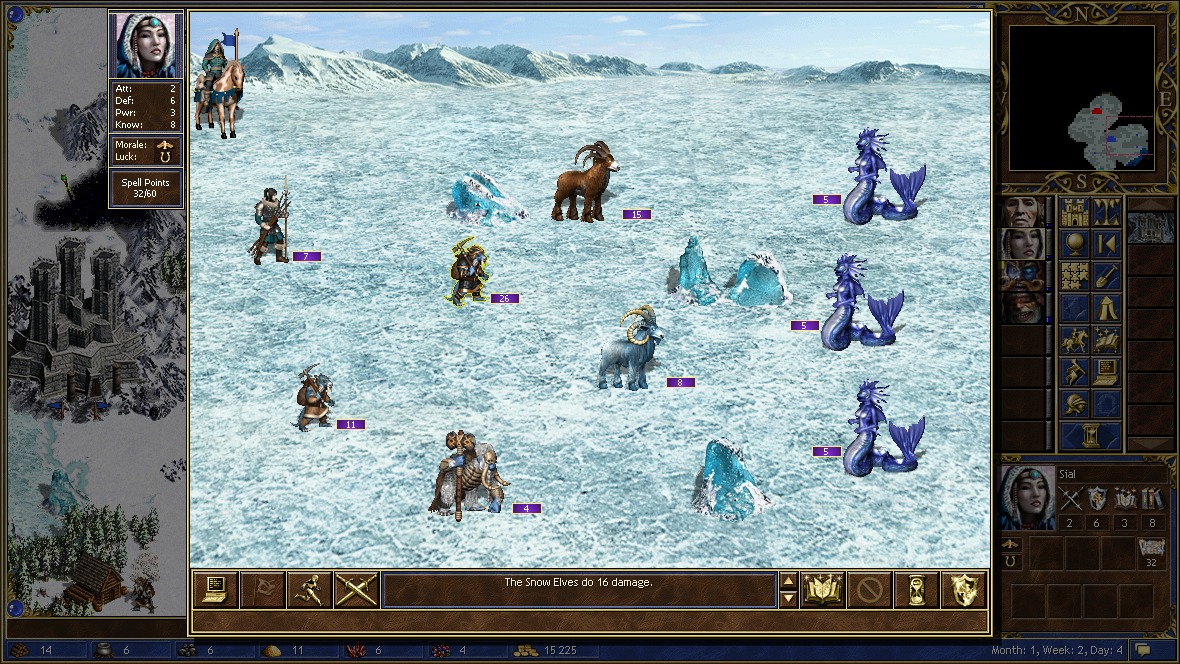 N
Att: 2
Def: 6
Pwr: 3
Know: 8
Morale:
Luck:
Spell Points
32/60
E
S
5
15
7
26
5
8
11
5
4
Sial
2 6 3 8
32
The Snow Elves do 16 damage.
14 6 6 11 6 4 15 225
Month: 1, Week: 2, Day: 4